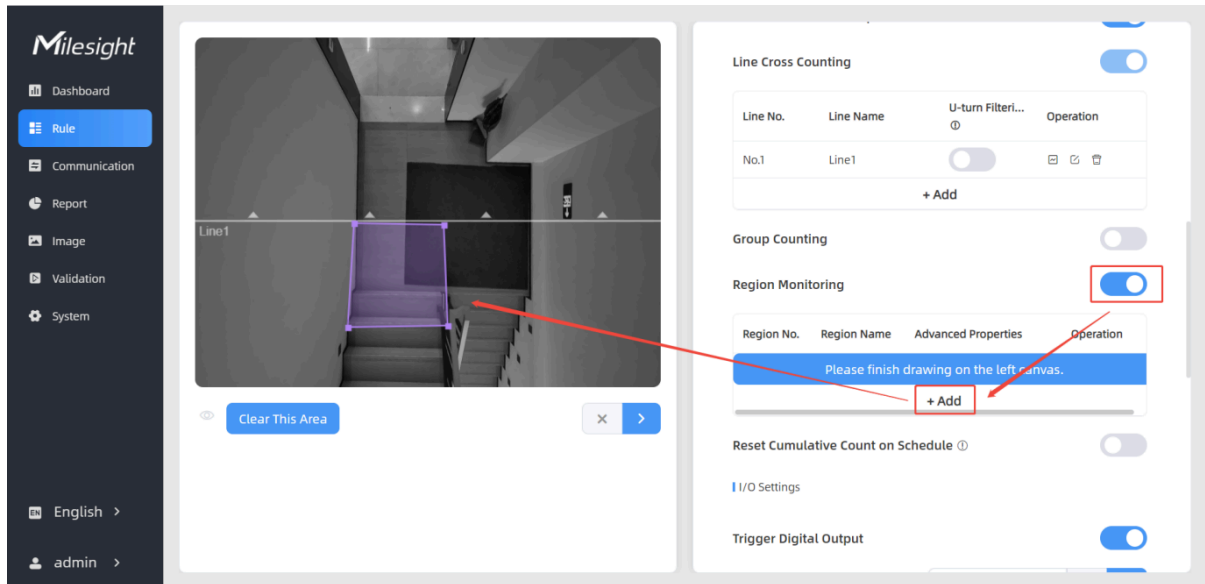 Milesight
Dashboard
Rule
Communication
Report
Image
Validation
System
EN English >
admin >
Line1
Clear This Area
Line Cross Counting
Line No. Line Name U-turn Filteri... Operation
No.1 Line1
+ Add
Group Counting
Region Monitoring
Region No. Region Name Advanced Properties Operation
Please finish drawing on the left canvas.
+ Add
Reset Cumulative Count on Schedule
I/O Settings
Trigger Digital Output